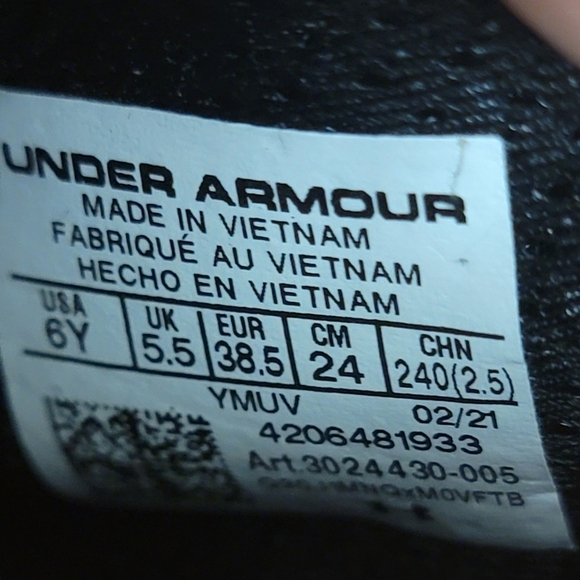 UNDER ARMOUR
MADE IN VIETNAM
FABRIQUÉ AU VIETNAM
HECHO EN VIETNAM
USA UK EUR CM CHN
6Y 5.5 38.5 24 240(2.5)
YMUV 02/21
4206481933
Art.3024430-005